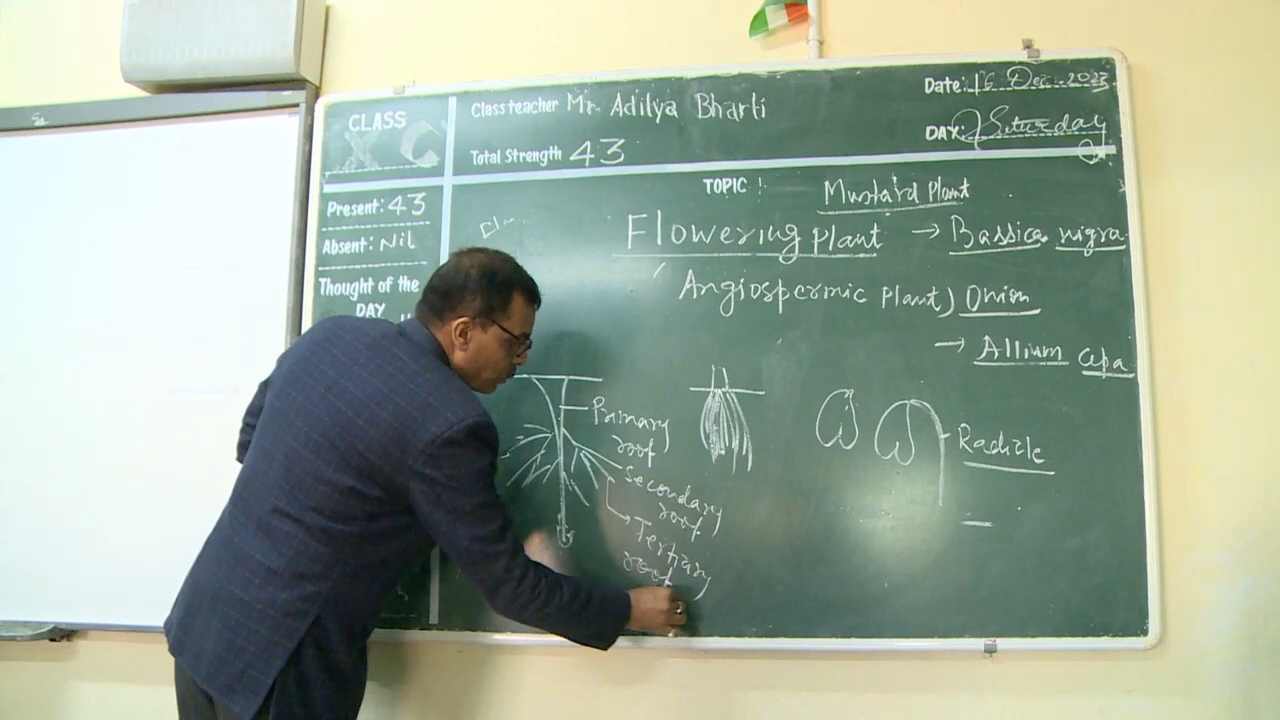 CLASS
X C
Class teacher Mr. Aditya Bharti
Total Strength 43
Date: 16 Dec. 2023
DAY: Saturday
Present: 43
Absent: Nil
Thought of the
DAY
TOPIC :
Mustard Plant
Flowering plant → Bassica nigra
(Angiospermic plant) Onion
→ Allium cepa
Primary
root
Secondary
root
→ Tertiary
root
Radicle